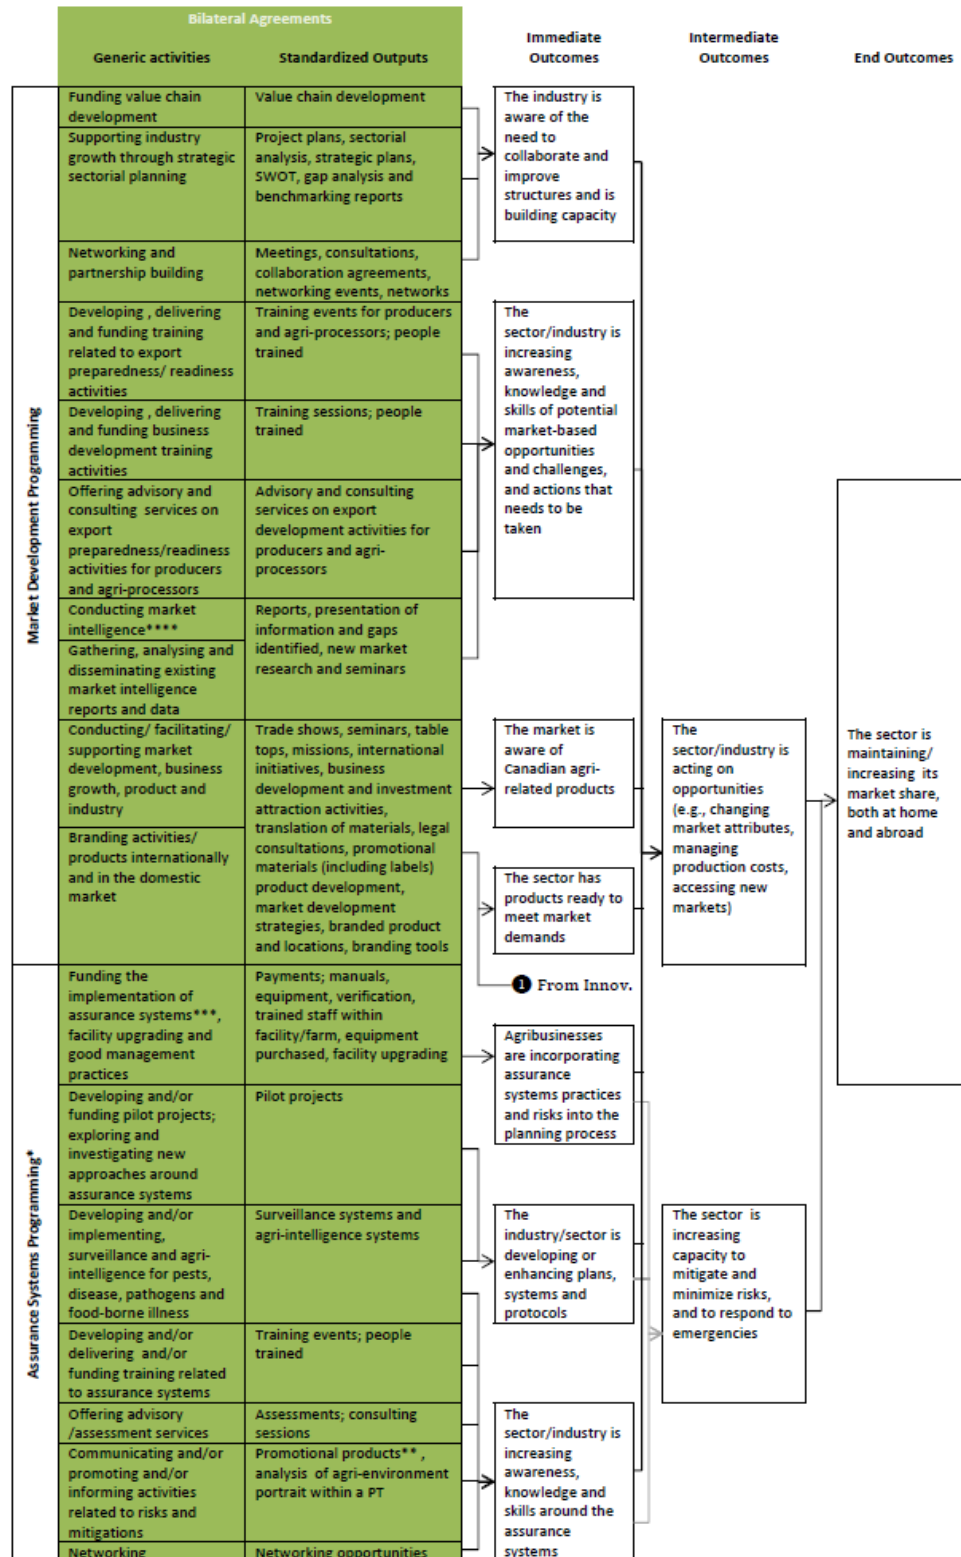 Bilateral Agreements
Generic activities
Standardized Outputs
Immediate
Outcomes
Intermediate
Outcomes
End Outcomes
Market Development Programming
Funding value chain
development
Value chain development
Supporting industry
growth through strategic
sectorial planning
Project plans, sectorial
analysis, strategic plans,
SWOT, gap analysis and
benchmarking reports
Networking and
partnership building
Meetings, consultations,
collaboration agreements,
networking events, networks
The industry is
aware of the
need to
collaborate and
improve
structures and is
building capacity
Developing , delivering
and funding training
related to export
preparedness/ readiness
activities
Training events for producers
and agri-processors; people
trained
Developing , delivering
and funding business
development training
activities
Training sessions; people
trained
Offering advisory and
consulting services on
export
preparedness/readiness
activities for producers
and agri-processors
Advisory and consulting
services on export
development activities for
producers and agri-
processors
Conducting market
intelligence****
Gathering, analysing and
disseminating existing
market intelligence
reports and data
Reports, presentation of
information and gaps
identified, new market
research and seminars
The
sector/industry is
increasing
awareness,
knowledge and
skills of potential
market-based
opportunities
and challenges,
and actions that
needs to be
taken
Conducting/ facilitating/
supporting market
development, business
growth, product and
industry
Branding activities/
products internationally
and in the domestic
market
Trade shows, seminars, table
tops, missions, international
initiatives, business
development and investment
attraction activities,
translation of materials, legal
consultations, promotional
materials (including labels)
product development,
market development
strategies, branded product
and locations, branding tools
The market is
aware of
Canadian agri-
related products
The sector has
products ready to
meet market
demands
1 From Innov.
The
sector/industry is
acting on
opportunities
(e.g., changing
market attributes,
managing
production costs,
accessing new
markets)
The sector is
maintaining/
increasing its
market share,
both at home
and abroad
Assurance Systems Programming*
Funding the
implementation of
assurance systems***,
facility upgrading and
good management
practices
Payments; manuals,
equipment, verification,
trained staff within
facility/farm, equipment
purchased, facility upgrading
Agribusinesses
are incorporating
assurance
systems practices
and risks into the
planning process
Developing and/or
funding pilot projects;
exploring and
investigating new
approaches around
assurance systems
Pilot projects
Developing and/or
implementing,
surveillance and agri-
intelligence for pests,
disease, pathogens and
food-borne illness
Surveillance systems and
agri-intelligence systems
The
industry/sector is
developing or
enhancing plans,
systems and
protocols
The sector is
increasing
capacity to
mitigate and
minimize risks,
and to respond to
emergencies
Developing and/or
delivering and/or
funding training related
to assurance systems
Training events; people
trained
Offering advisory
/assessment services
Assessments; consulting
sessions
Communicating and/or
promoting and/or
informing activities
related to risks and
mitigations
Promotional products** ,
analysis of agri-environment
portrait within a PT
Networking
Networking opportunities
The
sector/industry is
increasing
awareness,
knowledge and
skills around the
assurance
systems